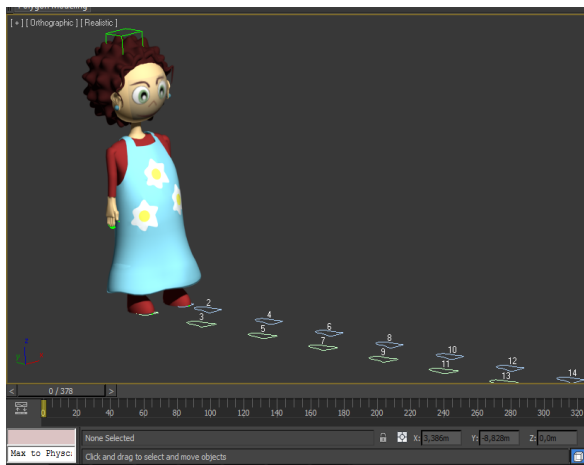 Polygon Modeling
[ + ] [ Orthographic ] [ Realistic ]
2
3
4
5
6
7
8
9
10
11
12
13
14
z
< 0 / 378 >
0 20 40 60 80 100 120 140 160 180 200 220 240 260 280 300 320
None Selected X: 3,386m Y: -8,828m Z: 0,0m
Max to Physc: Click and drag to select and move objects